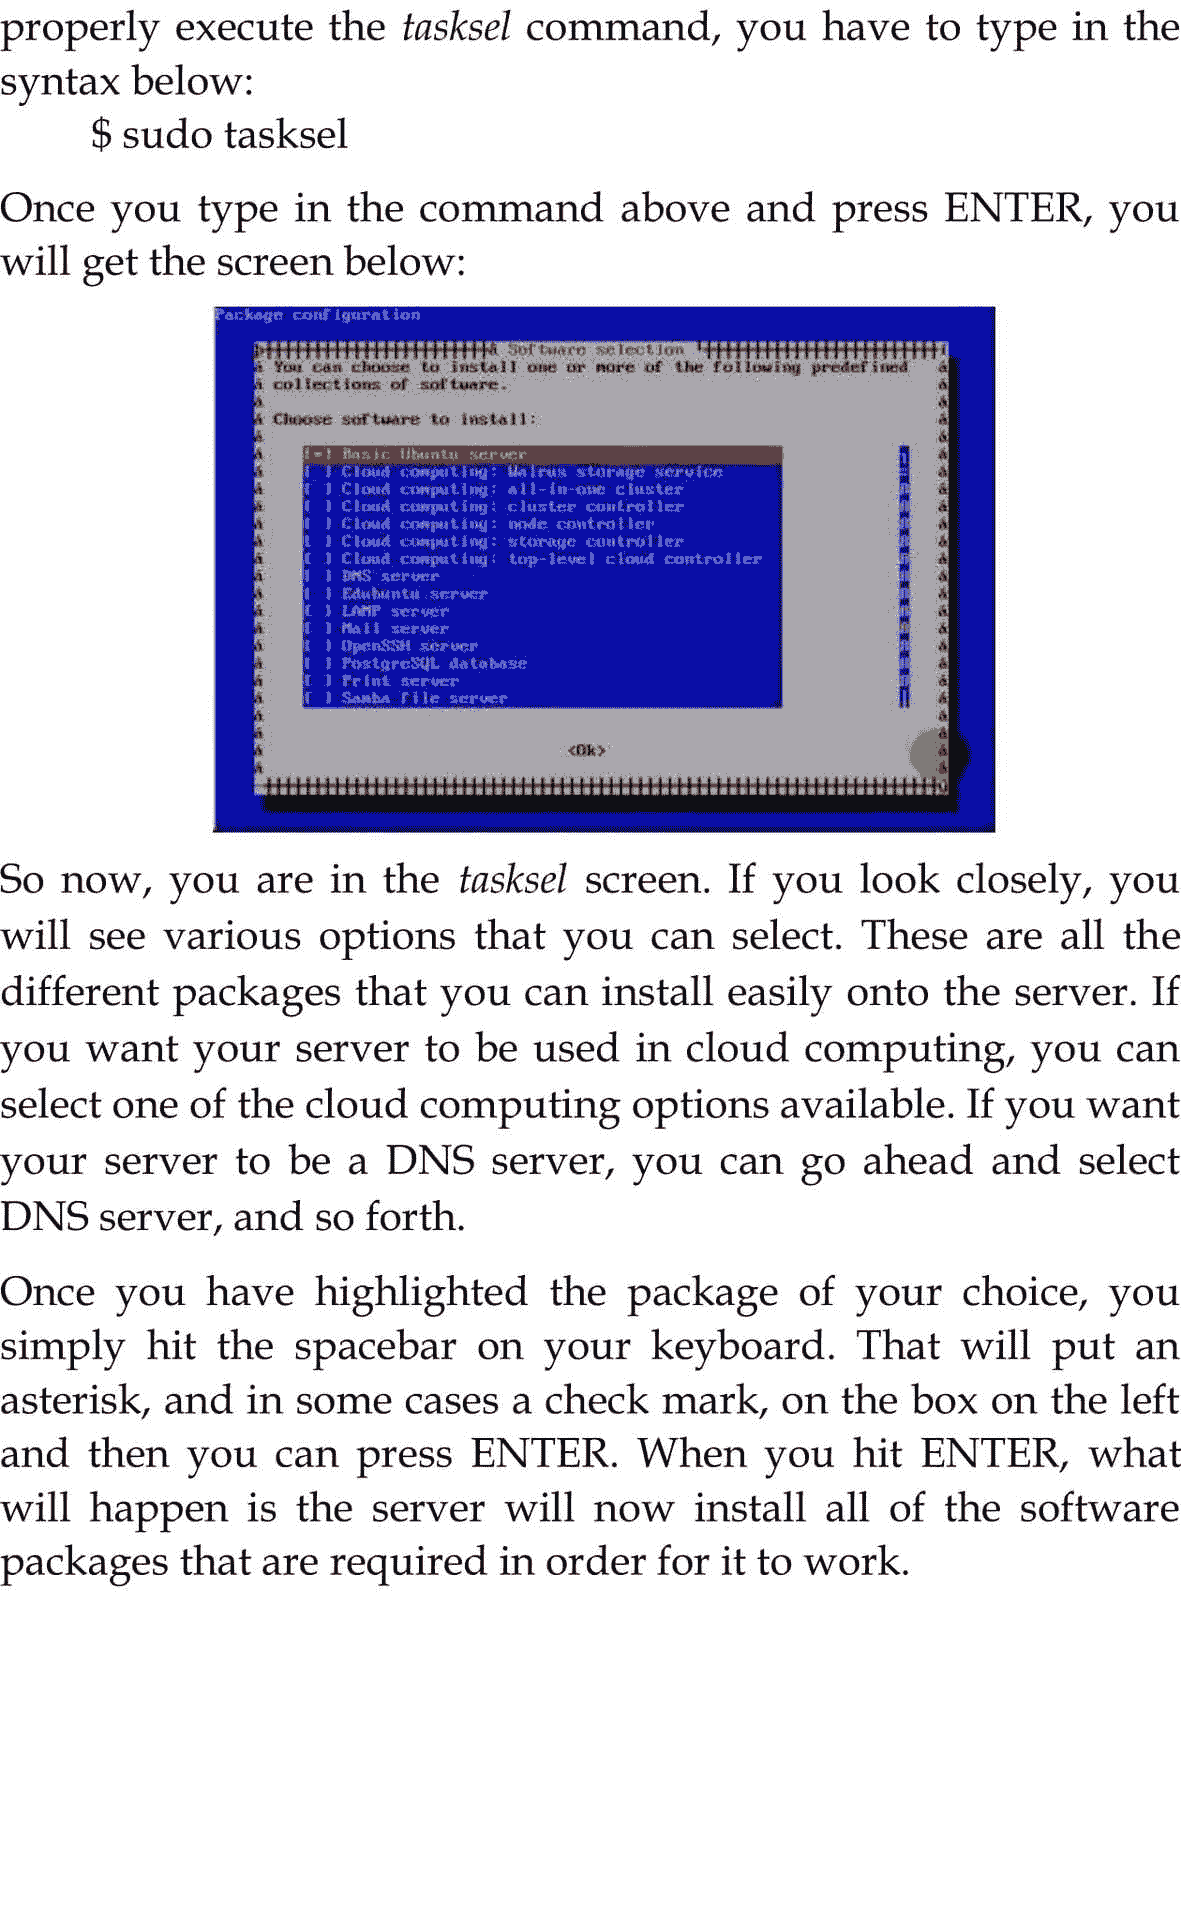 properly execute the tasksel command, you have to type in the
syntax below:
$ sudo tasksel
Once you type in the command above and press ENTER, you
will get the screen below:
Package configuration
Software selection
You can choose to install one or more of the following predefined
collections of software.
Choose software to install:
[*] Basic Ubuntu server
[ ] Cloud computing: Walrus storage service
[ ] Cloud computing: all-in-one cluster
[ ] Cloud computing: cluster controller
[ ] Cloud computing: node controller
[ ] Cloud computing: storage controller
[ ] Cloud computing: top-level cloud controller
[ ] DNS server
[ ] Edubuntu server
[ ] LAMP server
[ ] Mail server
[ ] OpenSSH server
[ ] PostgreSQL database
[ ] Print server
[ ] Samba file server
<Ok>
So now, you are in the tasksel screen. If you look closely, you
will see various options that you can select. These are all the
different packages that you can install easily onto the server. If
you want your server to be used in cloud computing, you can
select one of the cloud computing options available. If you want
your server to be a DNS server, you can go ahead and select
DNS server, and so forth.
Once you have highlighted the package of your choice, you
simply hit the spacebar on your keyboard. That will put an
asterisk, and in some cases a check mark, on the box on the left
and then you can press ENTER. When you hit ENTER, what
will happen is the server will now install all of the software
packages that are required in order for it to work.